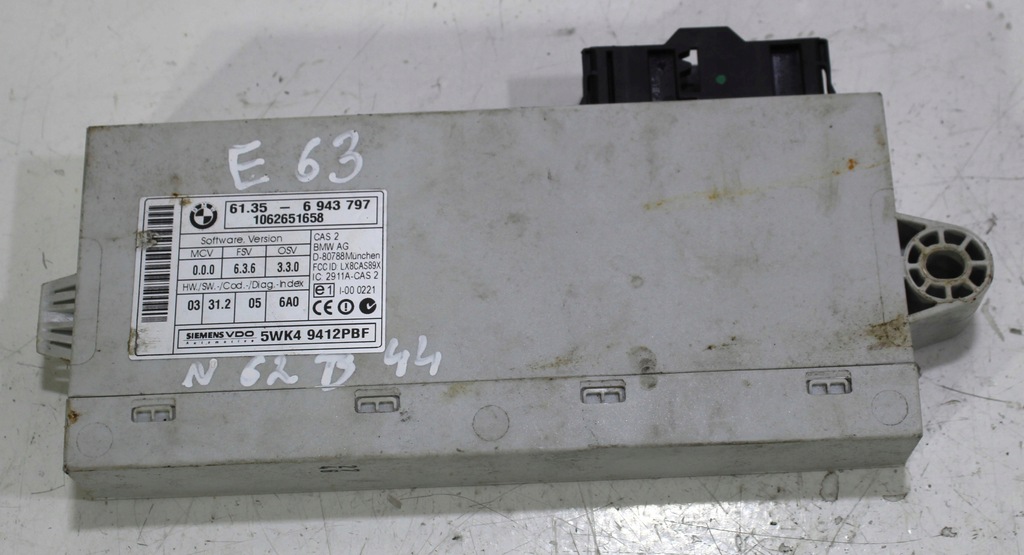 E 63
61.35 - 6 943 797
1062651658
Software. Version
MCV FSV OSV
0.0.0 6.3.6 3.3.0
HW./SW.-/Cod.-/Diag.-Index
03 31.2 05 6A0
CAS 2
BMW AG
D-80788München
FCC ID LX8CAS89X
IC: 2911A-CAS 2
e1 I-00 0221
CE
SIEMENS VDO
Automotive
5WK4 9412PBF
N 62 B 44